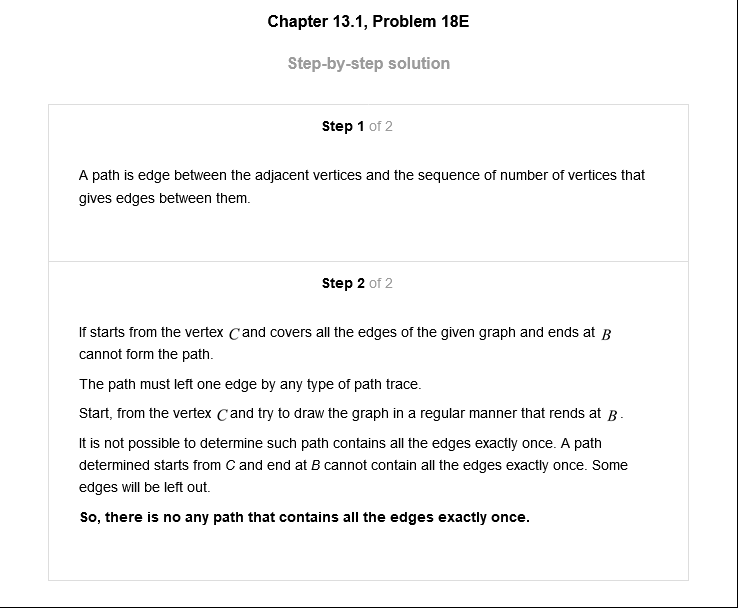 Chapter 13.1, Problem 18E
Step-by-step solution
Step 1 of 2
A path is edge between the adjacent vertices and the sequence of number of vertices that
gives edges between them.
Step 2 of 2
If starts from the vertex C and covers all the edges of the given graph and ends at B
cannot form the path.
The path must left one edge by any type of path trace.
Start, from the vertex C and try to draw the graph in a regular manner that rends at B.
It is not possible to determine such path contains all the edges exactly once. A path
determined starts from C and end at B cannot contain all the edges exactly once. Some
edges will be left out.
So, there is no any path that contains all the edges exactly once.